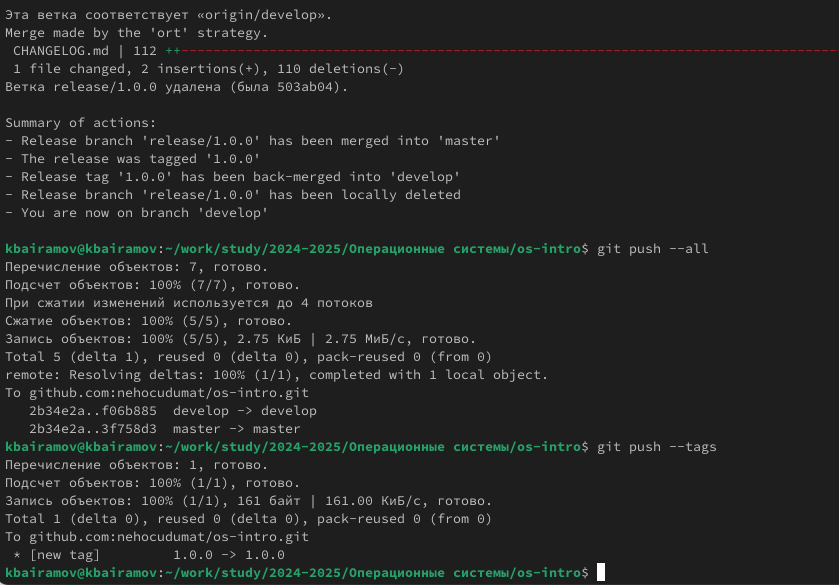 Эта ветка соответствует «origin/develop».
Merge made by the 'ort' strategy.
 CHANGELOG.md | 112 ++----------------------------------------------------------------------------------
 1 file changed, 2 insertions(+), 110 deletions(-)
Ветка release/1.0.0 удалена (была 503ab04).

Summary of actions:
- Release branch 'release/1.0.0' has been merged into 'master'
- The release was tagged '1.0.0'
- Release tag '1.0.0' has been back-merged into 'develop'
- Release branch 'release/1.0.0' has been locally deleted
- You are now on branch 'develop'

kbairamov@kbairamov:~/work/study/2024-2025/Операционные системы/os-intro$ git push --all
Перечисление объектов: 7, готово.
Подсчет объектов: 100% (7/7), готово.
При сжатии изменений используется до 4 потоков
Сжатие объектов: 100% (5/5), готово.
Запись объектов: 100% (5/5), 2.75 КиБ | 2.75 МиБ/с, готово.
Total 5 (delta 1), reused 0 (delta 0), pack-reused 0 (from 0)
remote: Resolving deltas: 100% (1/1), completed with 1 local object.
To github.com:nehocudumat/os-intro.git
   2b34e2a..f06b885  develop -> develop
   2b34e2a..3f758d3  master -> master
kbairamov@kbairamov:~/work/study/2024-2025/Операционные системы/os-intro$ git push --tags
Перечисление объектов: 1, готово.
Подсчет объектов: 100% (1/1), готово.
Запись объектов: 100% (1/1), 161 байт | 161.00 КиБ/с, готово.
Total 1 (delta 0), reused 0 (delta 0), pack-reused 0 (from 0)
To github.com:nehocudumat/os-intro.git
 * [new tag]         1.0.0 -> 1.0.0
kbairamov@kbairamov:~/work/study/2024-2025/Операционные системы/os-intro$